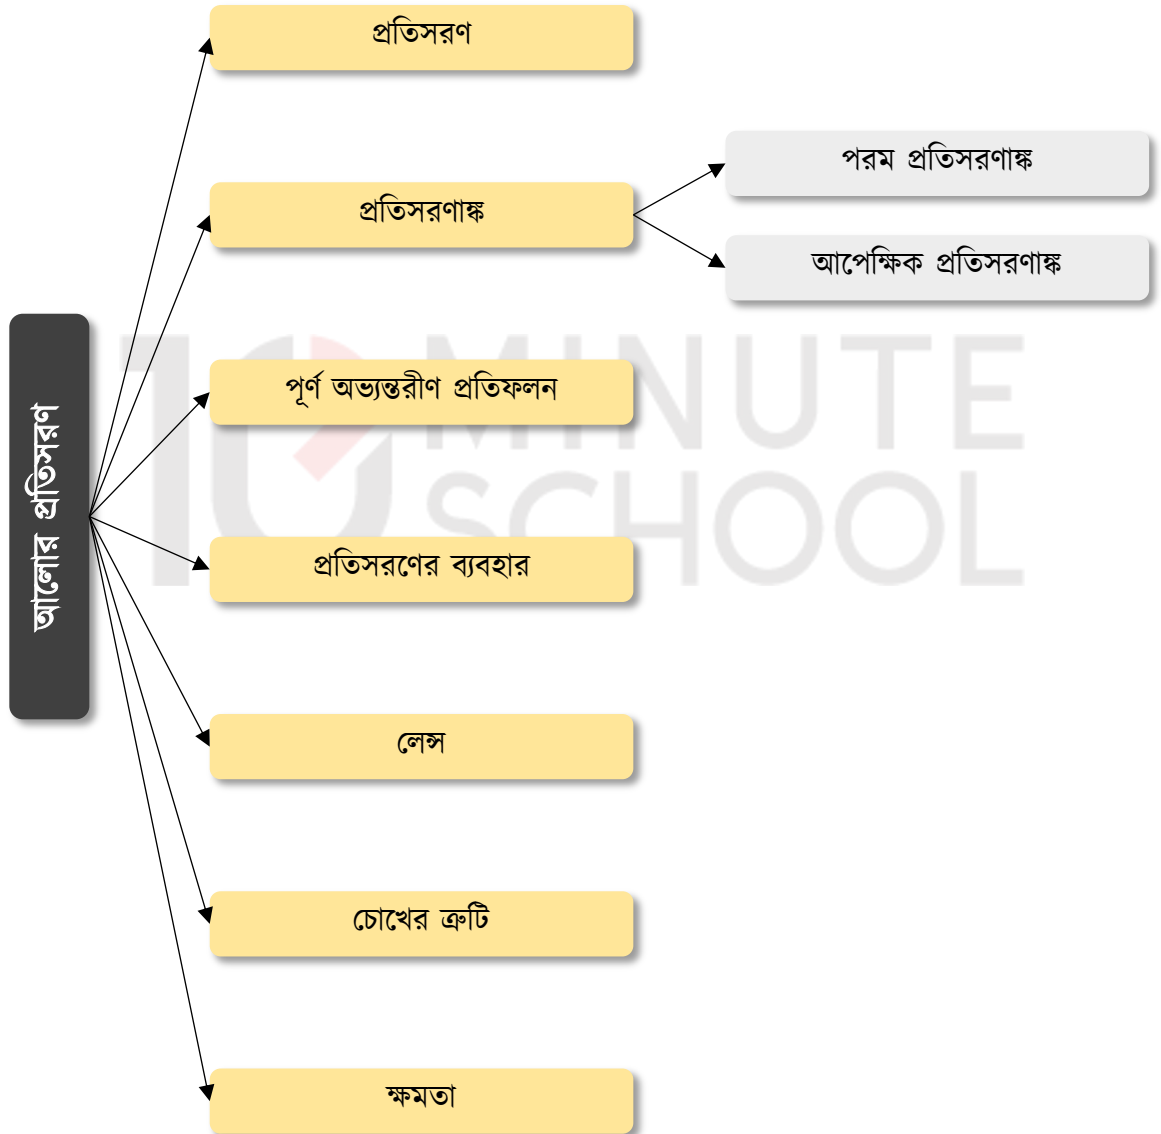 আলোর প্রতিসরণ
প্রতিসরণ
প্রতিসরণাঙ্ক
পরম প্রতিসরণাঙ্ক
আপেক্ষিক প্রতিসরণাঙ্ক
পূর্ণ অভ্যন্তরীণ প্রতিফলন
প্রতিসরণের ব্যবহার
লেন্স
চোখের ত্রুটি
ক্ষমতা
10 MINUTE
SCHOOL